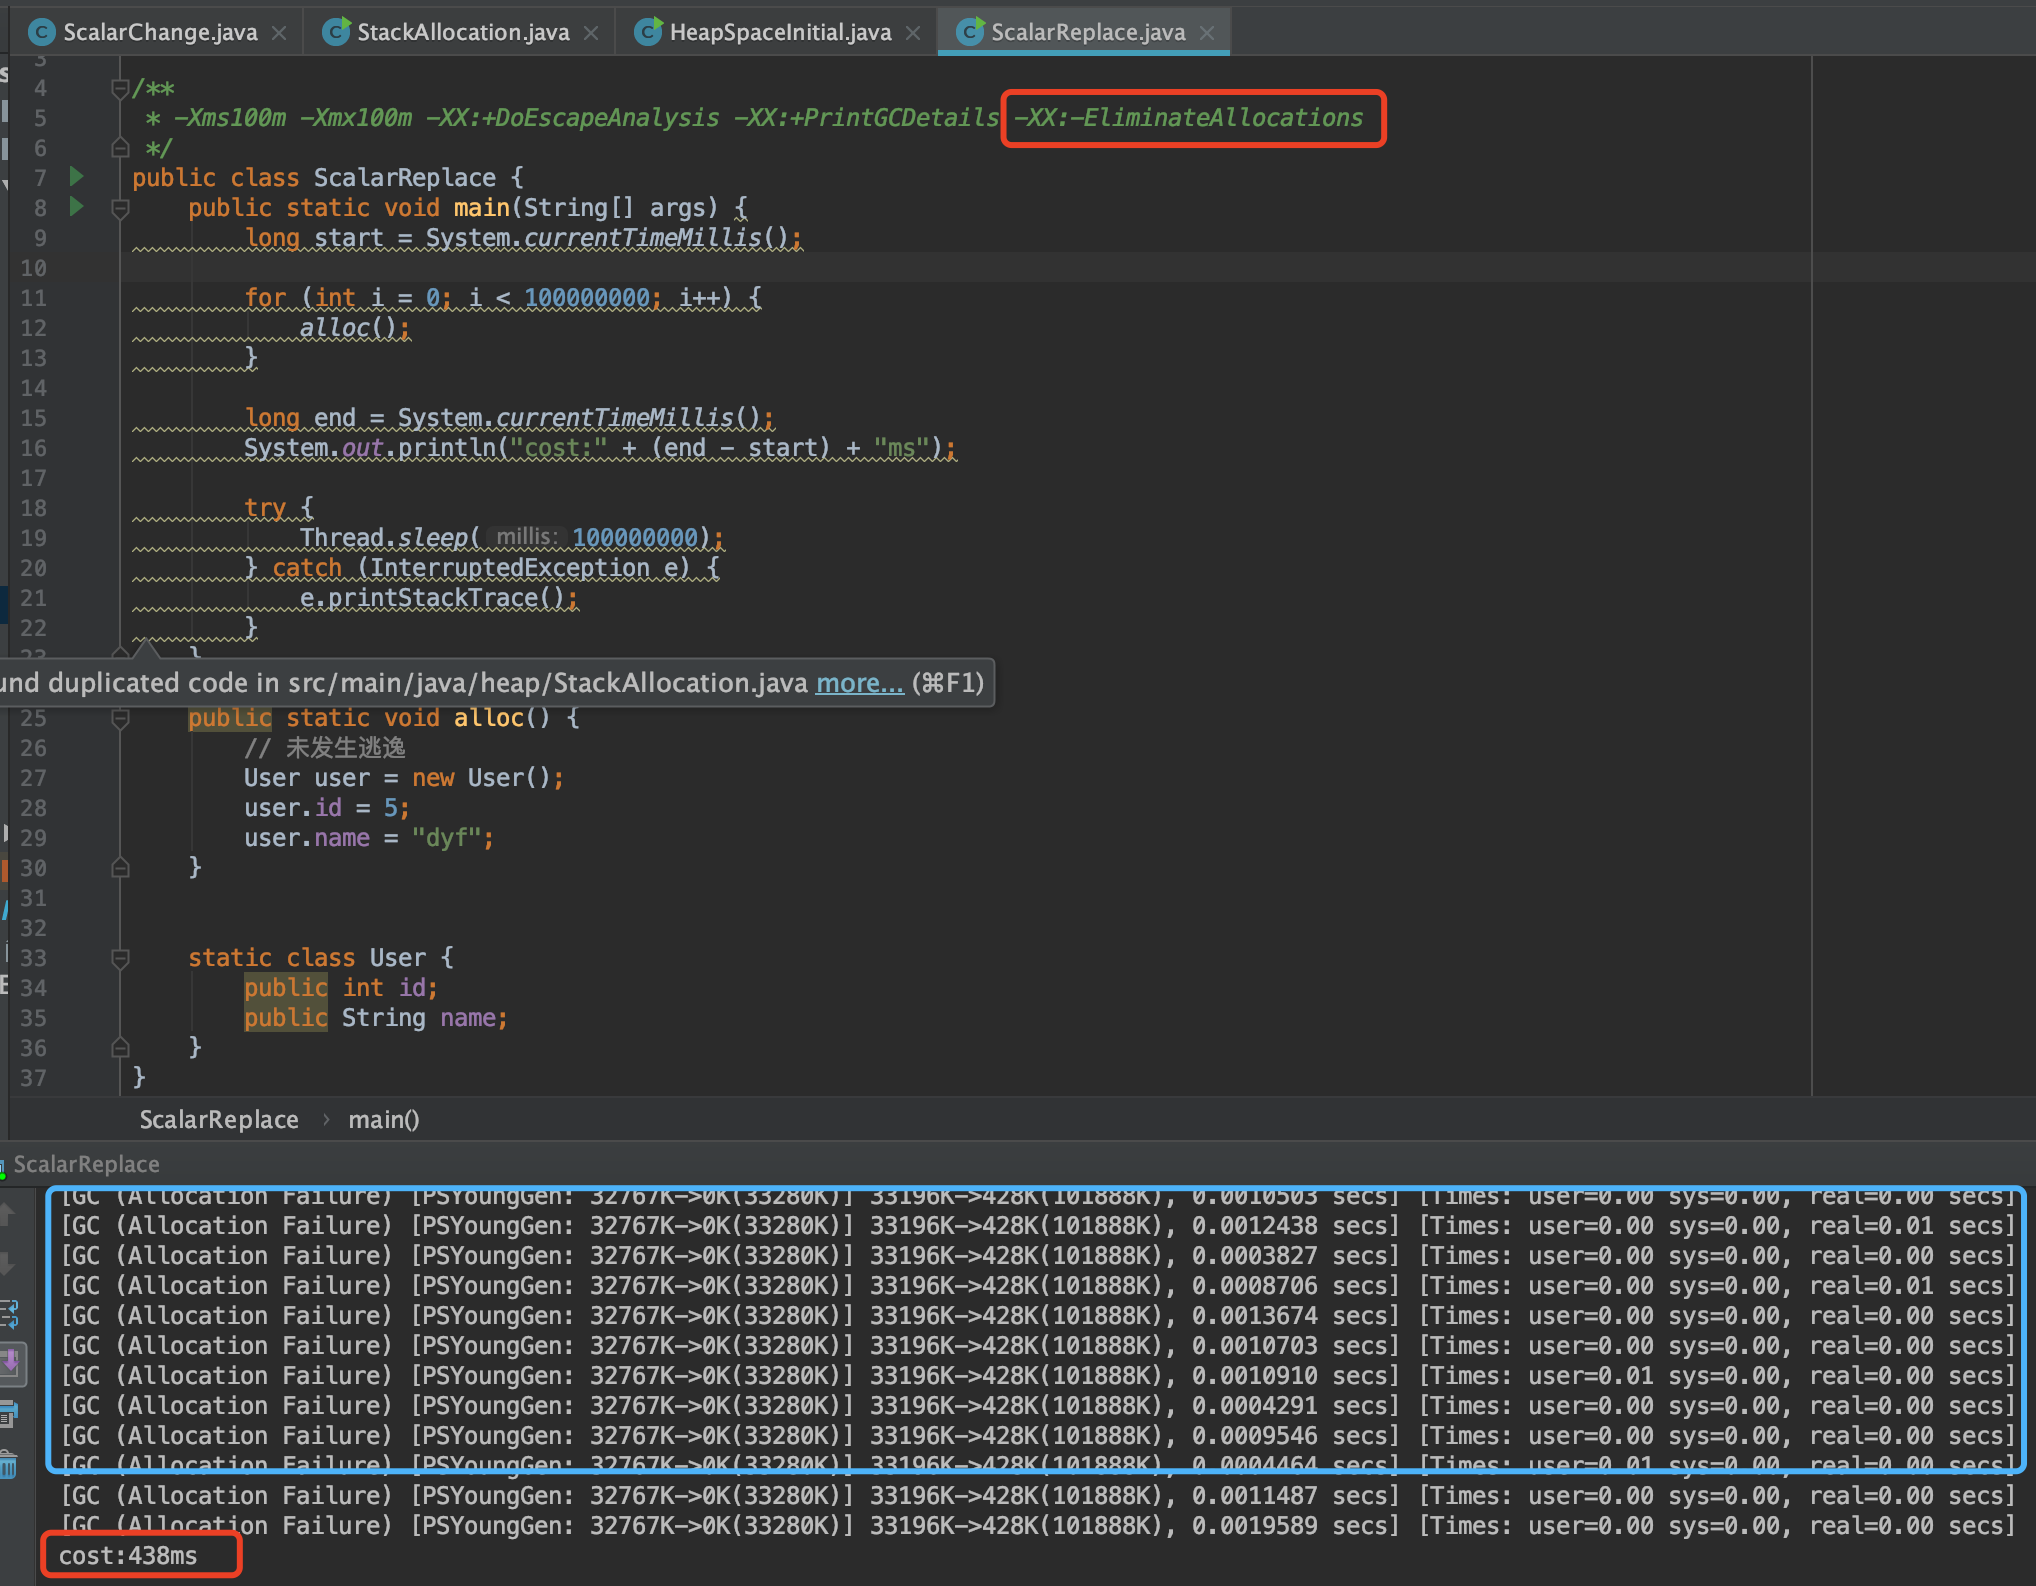 ScalarChange.java StackAllocation.java HeapSpaceInitial.java ScalarReplace.java
3
4 /**
5 * -Xms100m -Xmx100m -XX:+DoEscapeAnalysis -XX:+PrintGCDetails -XX:-EliminateAllocations
6 */
7 public class ScalarReplace {
8 public static void main(String[] args) {
9 long start = System.currentTimeMillis();
10
11 for (int i = 0; i < 100000000; i++) {
12 alloc();
13 }
14
15 long end = System.currentTimeMillis();
16 System.out.println("cost:" + (end - start) + "ms");
17
18 try {
19 Thread.sleep( millis: 100000000);
20 } catch (InterruptedException e) {
21 e.printStackTrace();
22 }
23 }
und duplicated code in src/main/java/heap/StackAllocation.java more... (⌘F1)
25 public static void alloc() {
26 // 未发生逃逸
27 User user = new User();
28 user.id = 5;
29 user.name = "dyf";
30 }
31
32
33 static class User {
34 public int id;
35 public String name;
36 }
37 }
ScalarReplace › main()
ScalarReplace
[GC (Allocation Failure) [PSYoungGen: 32767K->0K(33280K)] 33196K->428K(101888K), 0.0010503 secs] [Times: user=0.00 sys=0.00, real=0.00 secs]
[GC (Allocation Failure) [PSYoungGen: 32767K->0K(33280K)] 33196K->428K(101888K), 0.0012438 secs] [Times: user=0.00 sys=0.00, real=0.01 secs]
[GC (Allocation Failure) [PSYoungGen: 32767K->0K(33280K)] 33196K->428K(101888K), 0.0003827 secs] [Times: user=0.00 sys=0.00, real=0.00 secs]
[GC (Allocation Failure) [PSYoungGen: 32767K->0K(33280K)] 33196K->428K(101888K), 0.0008706 secs] [Times: user=0.00 sys=0.00, real=0.01 secs]
[GC (Allocation Failure) [PSYoungGen: 32767K->0K(33280K)] 33196K->428K(101888K), 0.0013674 secs] [Times: user=0.00 sys=0.00, real=0.00 secs]
[GC (Allocation Failure) [PSYoungGen: 32767K->0K(33280K)] 33196K->428K(101888K), 0.0010703 secs] [Times: user=0.00 sys=0.00, real=0.00 secs]
[GC (Allocation Failure) [PSYoungGen: 32767K->0K(33280K)] 33196K->428K(101888K), 0.0010910 secs] [Times: user=0.01 sys=0.00, real=0.00 secs]
[GC (Allocation Failure) [PSYoungGen: 32767K->0K(33280K)] 33196K->428K(101888K), 0.0004291 secs] [Times: user=0.00 sys=0.00, real=0.00 secs]
[GC (Allocation Failure) [PSYoungGen: 32767K->0K(33280K)] 33196K->428K(101888K), 0.0009546 secs] [Times: user=0.00 sys=0.00, real=0.00 secs]
[GC (Allocation Failure) [PSYoungGen: 32767K->0K(33280K)] 33196K->428K(101888K), 0.0004464 secs] [Times: user=0.01 sys=0.00, real=0.00 secs]
[GC (Allocation Failure) [PSYoungGen: 32767K->0K(33280K)] 33196K->428K(101888K), 0.0011487 secs] [Times: user=0.00 sys=0.00, real=0.00 secs]
[GC (Allocation Failure) [PSYoungGen: 32767K->0K(33280K)] 33196K->428K(101888K), 0.0019589 secs] [Times: user=0.00 sys=0.00, real=0.00 secs]
cost:438ms